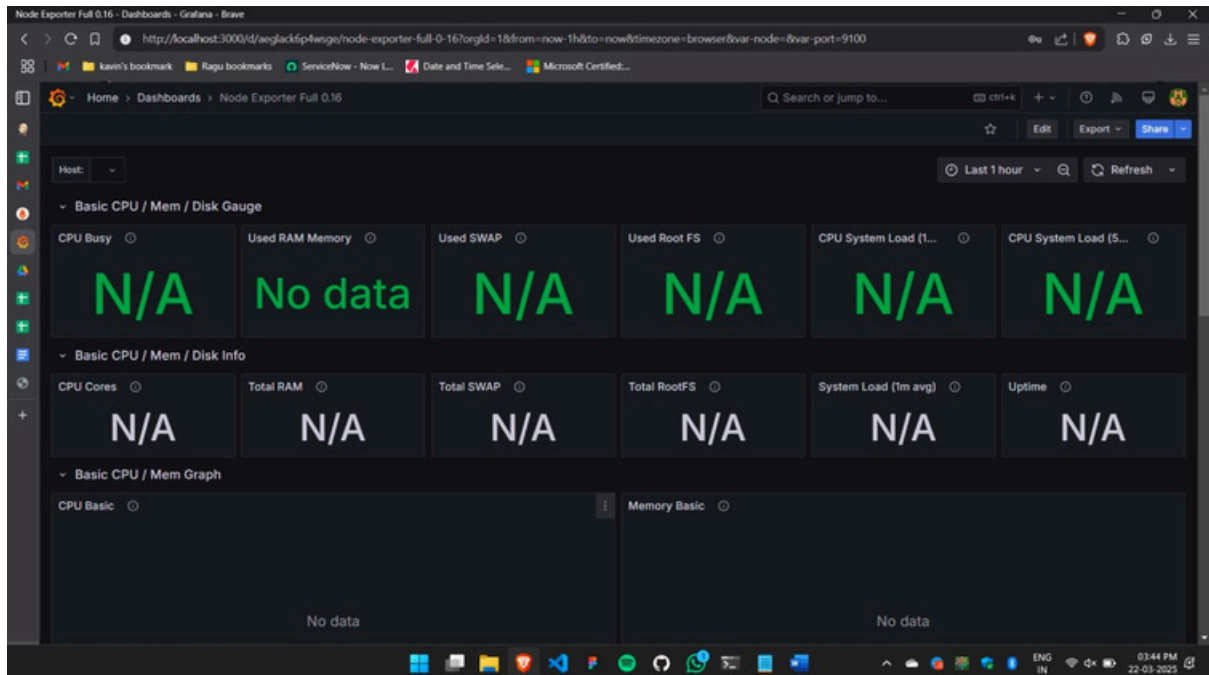 Node Exporter Full 0.16 - Dashboards - Grafana - Brave
http://localhost:3000/d/aeglack6p4wsge/node-exporter-full-0-16?orgId=1&from=now-1h&to=now&timezone=browser&var-node=&var-port=9100
kavin's bookmark Ragu bookmarks ServiceNow - Now L... Date and Time Sele... Microsoft Certified:...
Home › Dashboards › Node Exporter Full 0.16 Search or jump to... ctrl+k
Edit Export Share
Host: Last 1 hour Refresh
Basic CPU / Mem / Disk Gauge
CPU Busy Used RAM Memory Used SWAP Used Root FS CPU System Load (1... CPU System Load (5...
N/A No data N/A N/A N/A N/A
Basic CPU / Mem / Disk Info
CPU Cores Total RAM Total SWAP Total RootFS System Load (1m avg) Uptime
N/A N/A N/A N/A N/A N/A
Basic CPU / Mem Graph
CPU Basic Memory Basic
No data No data
ENG 03:44 PM
IN 22-03-2025